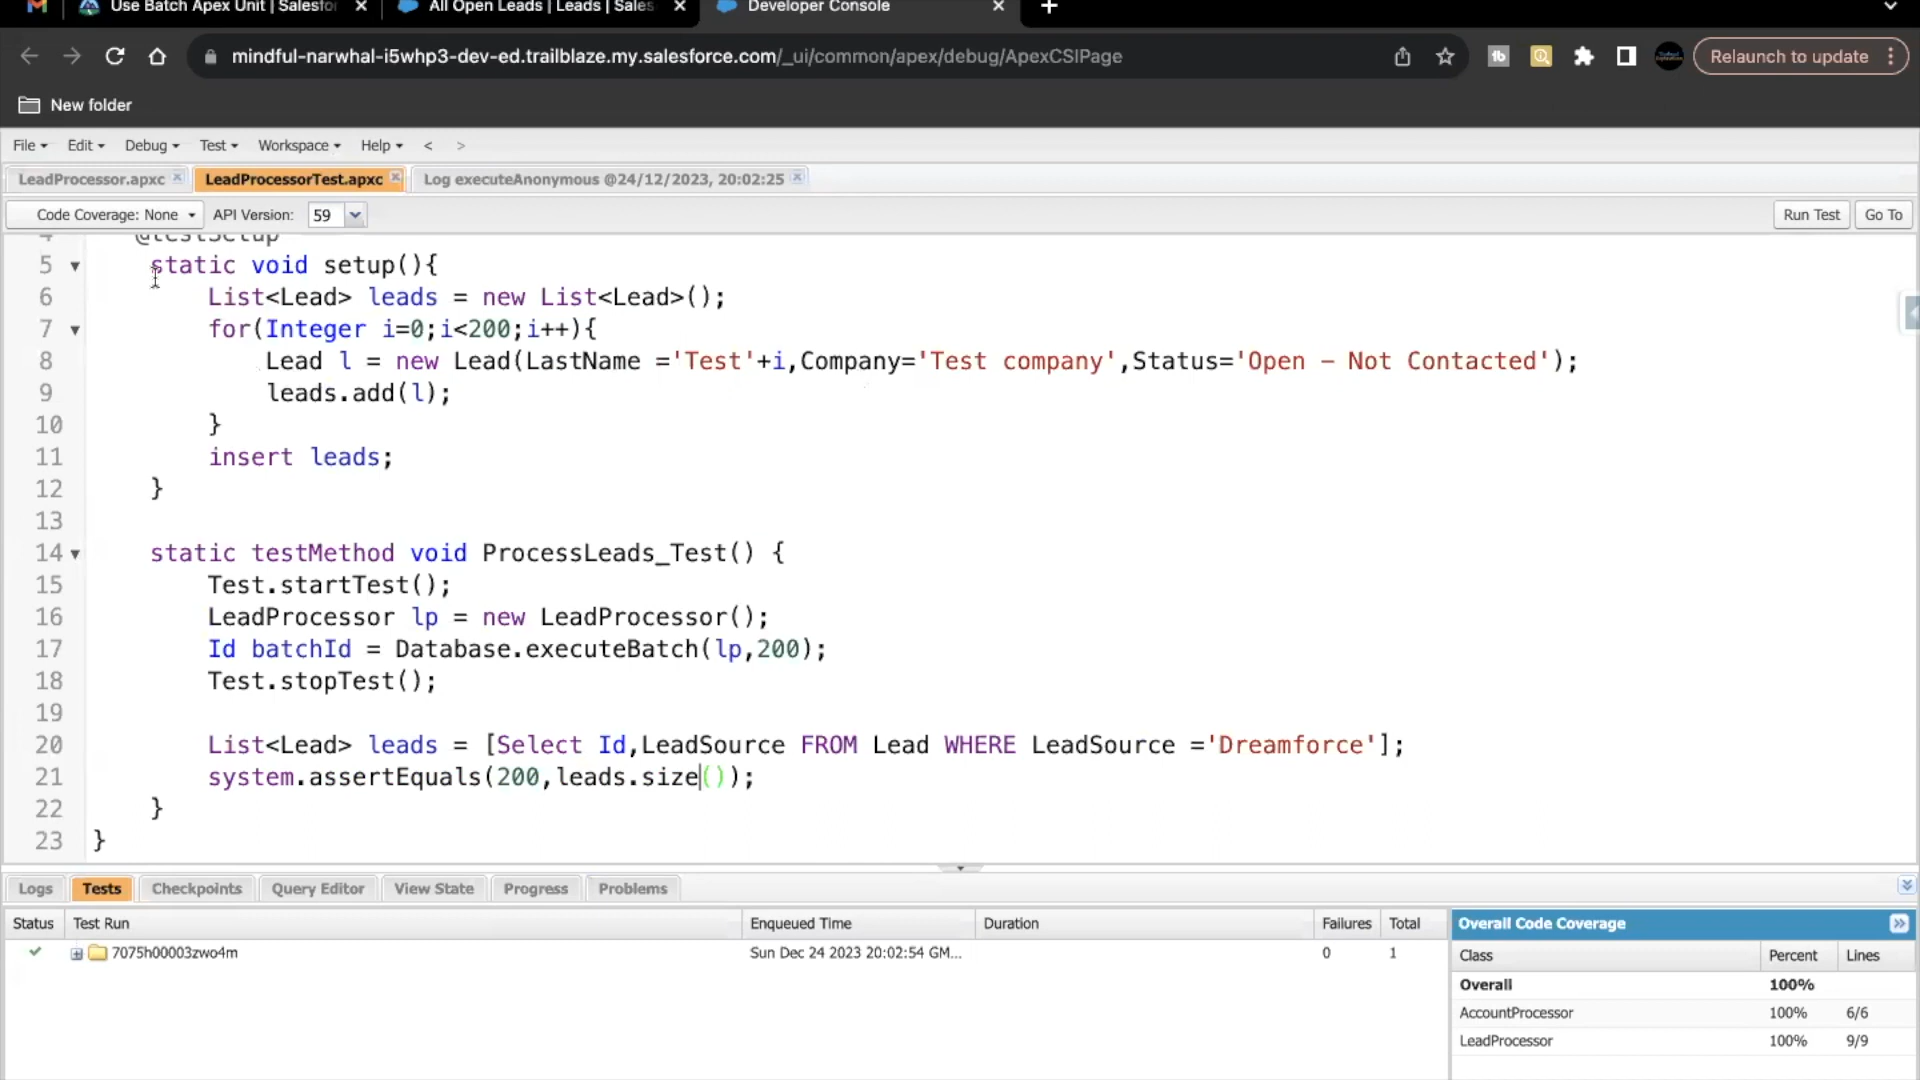 Use Batch Apex Unit | Salesfor
All Open Leads | Leads | Sales
Developer Console
mindful-narwhal-i5whp3-dev-ed.trailblaze.my.salesforce.com/_ui/common/apex/debug/ApexCSIPage
Relaunch to update
New folder
File Edit Debug Test Workspace Help < >
LeadProcessor.apxc LeadProcessorTest.apxc Log executeAnonymous @24/12/2023, 20:02:25
Code Coverage: None API Version: 59 Run Test Go To
4 @testSetup
5 static void setup(){
6 List<Lead> leads = new List<Lead>();
7 for(Integer i=0;i<200;i++){
8 Lead l = new Lead(LastName ='Test'+i,Company='Test company',Status='Open - Not Contacted');
9 leads.add(l);
10 }
11 insert leads;
12 }
13
14 static testMethod void ProcessLeads_Test() {
15 Test.startTest();
16 LeadProcessor lp = new LeadProcessor();
17 Id batchId = Database.executeBatch(lp,200);
18 Test.stopTest();
19
20 List<Lead> leads = [Select Id,LeadSource FROM Lead WHERE LeadSource ='Dreamforce'];
21 system.assertEquals(200,leads.size());
22 }
23 }
Logs Tests Checkpoints Query Editor View State Progress Problems
Status Test Run Enqueued Time Duration Failures Total
7075h00003zwo4m Sun Dec 24 2023 20:02:54 GM... 0 1
Overall Code Coverage
Class Percent Lines
Overall 100%
AccountProcessor 100% 6/6
LeadProcessor 100% 9/9